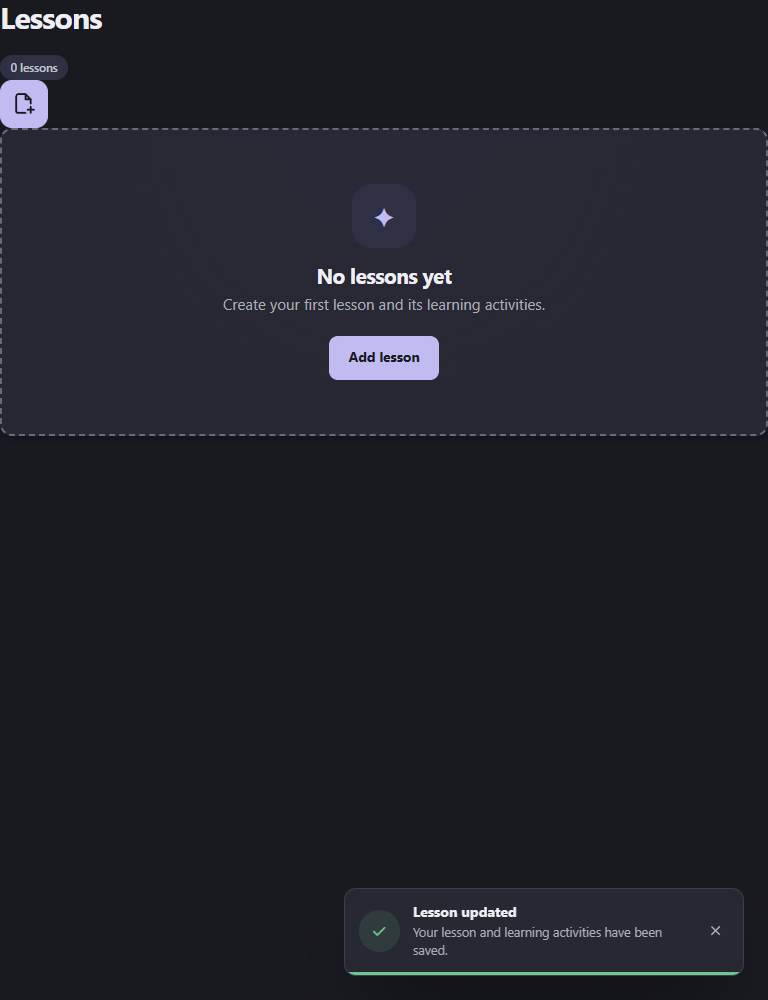 Lessons
0 lessons
No lessons yet
Create your first lesson and its learning activities.
Add lesson
Lesson updated
Your lesson and learning activities have been
saved.